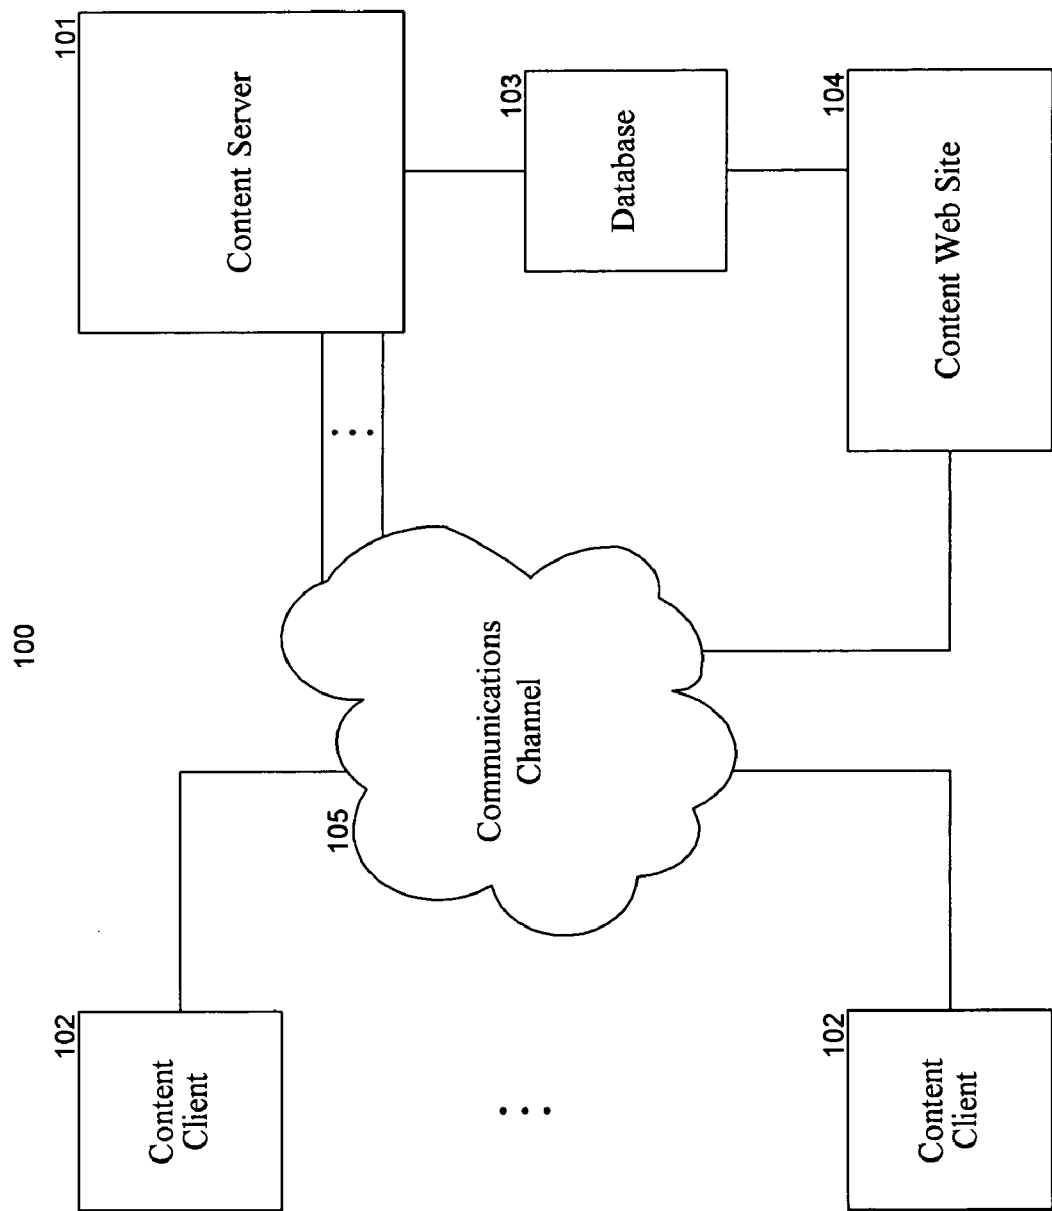 100
102
Content
Client
105
Communications
Channel
101
Content Server
103
Database
102
Content
Client
104
Content Web Site